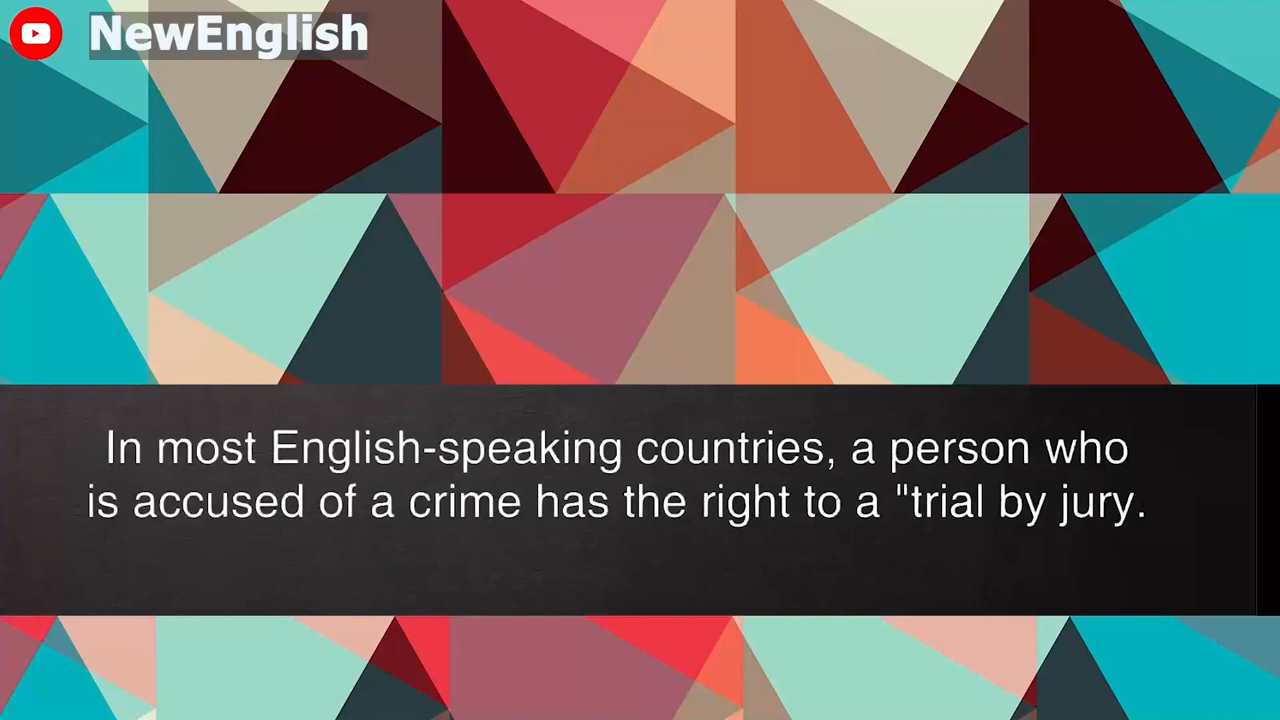 NewEnglish
In most English-speaking countries, a person who
is accused of a crime has the right to a "trial by jury.